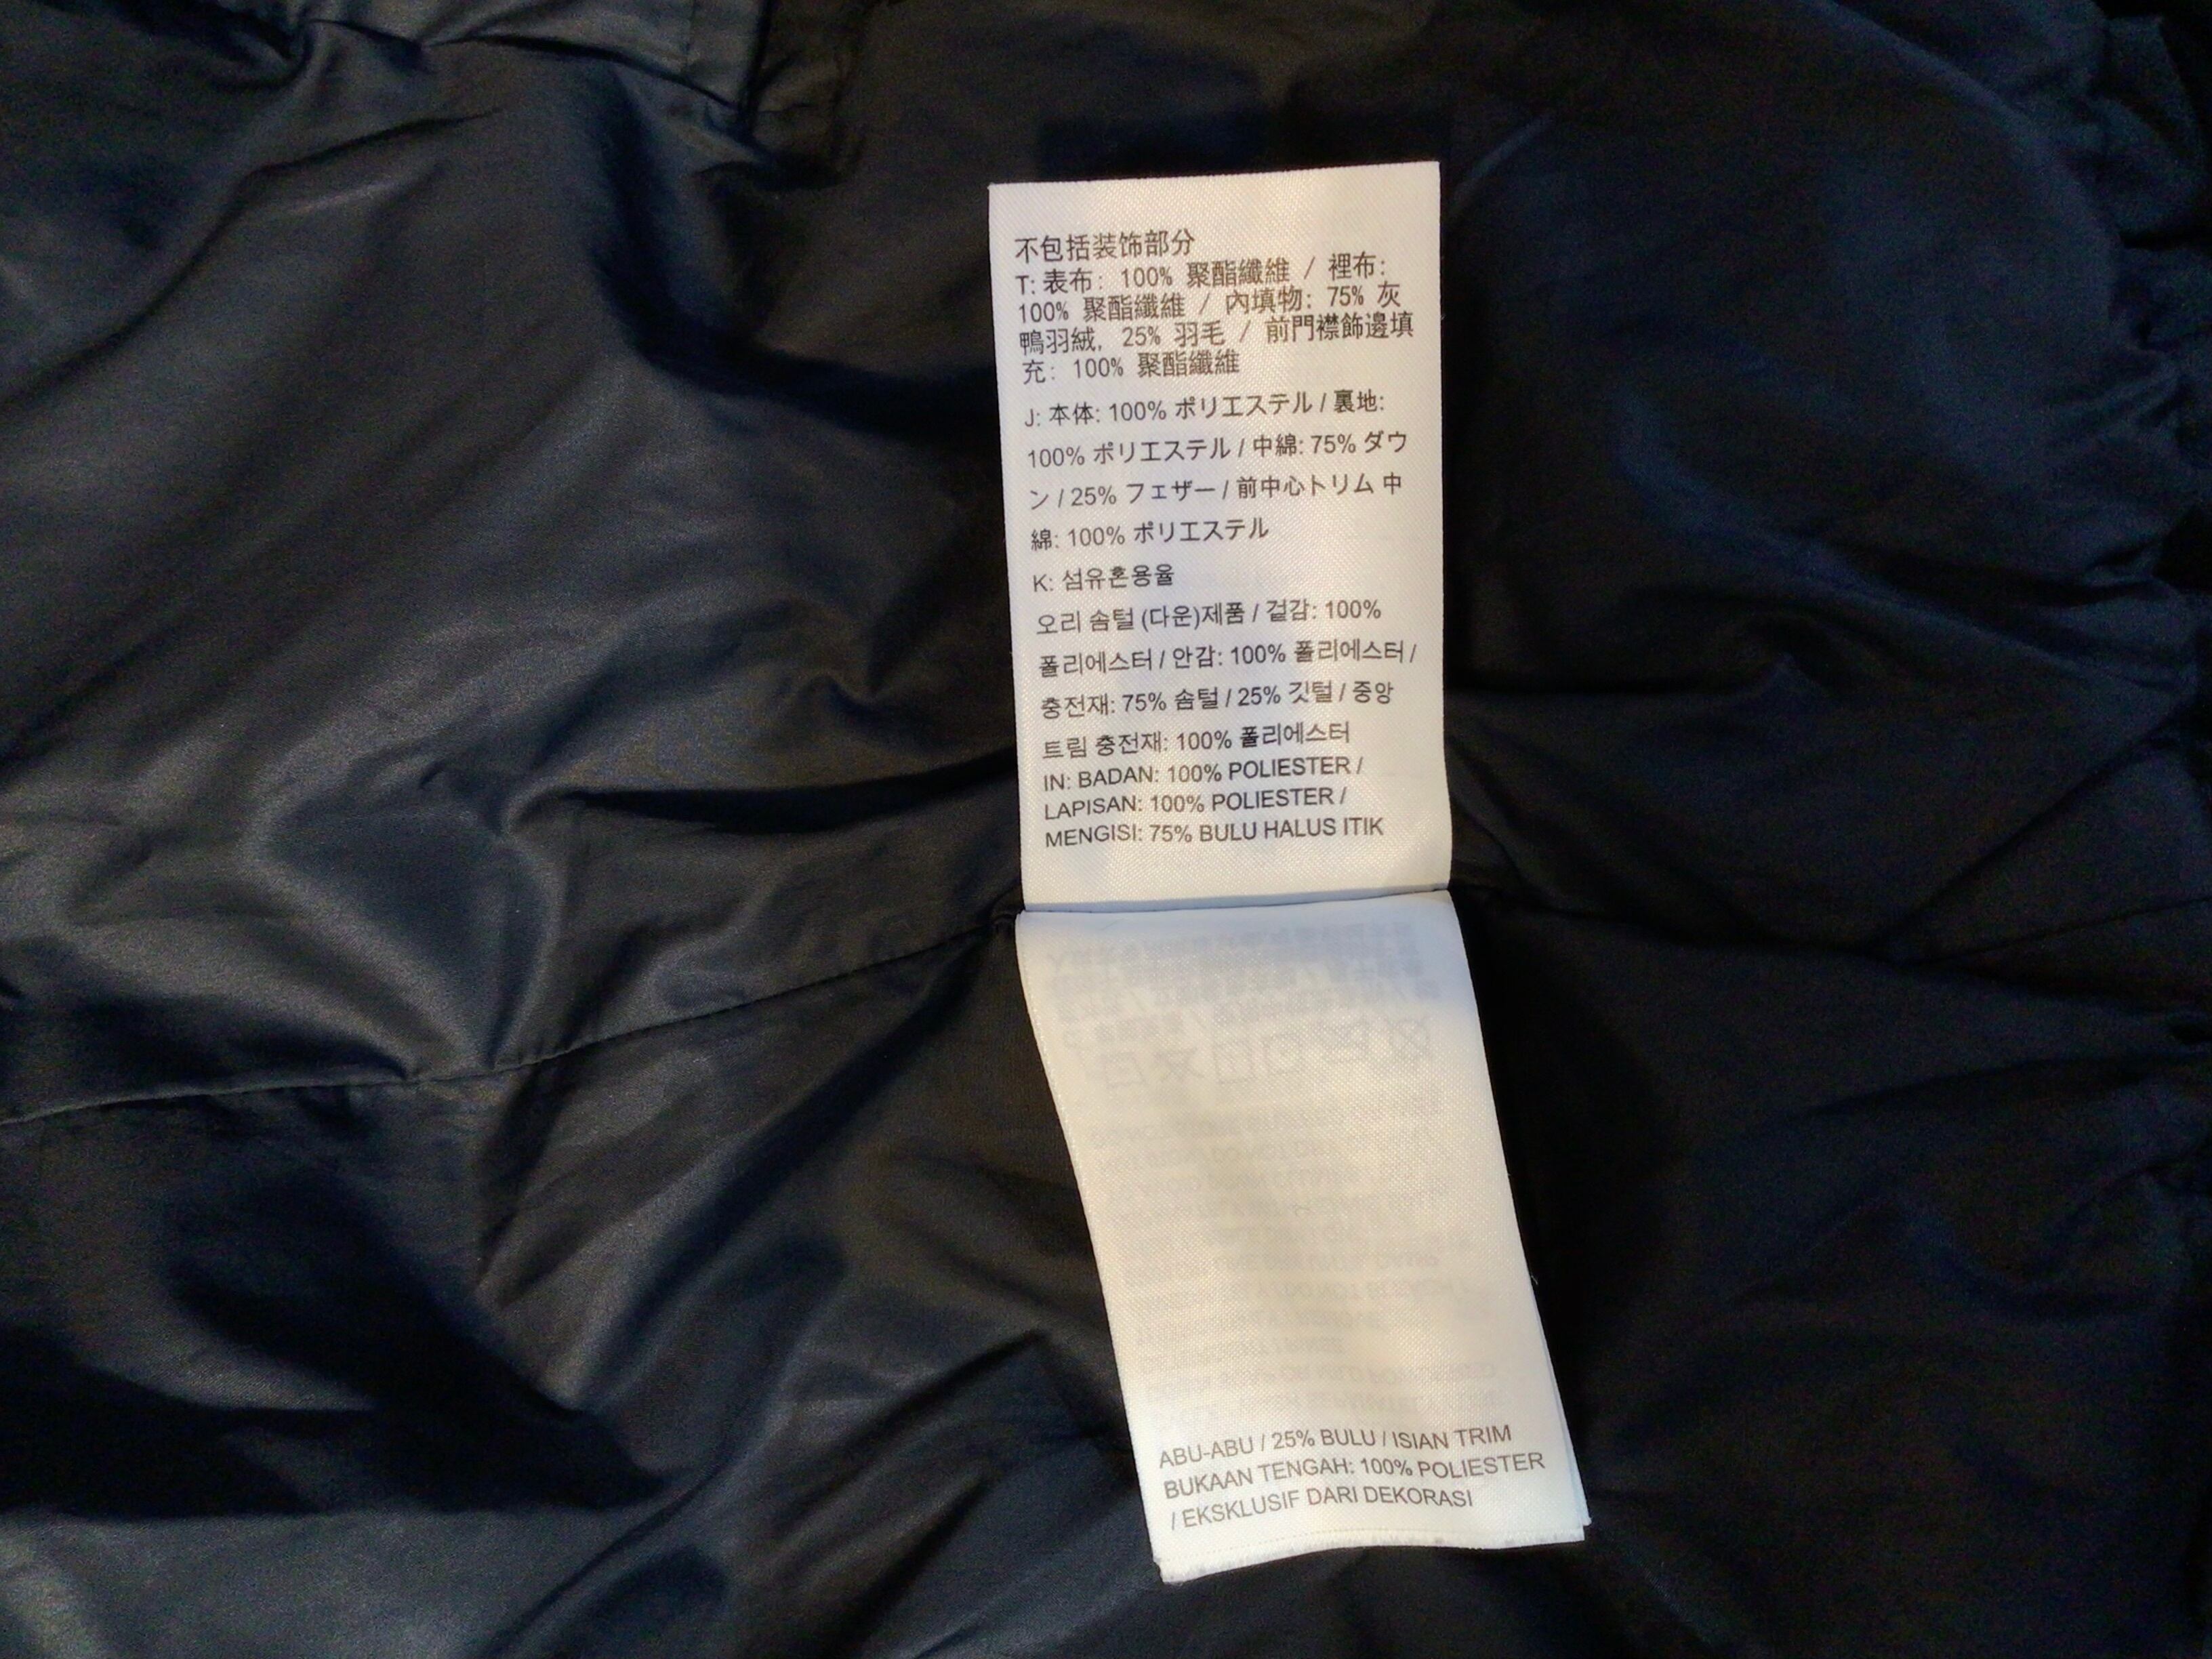 不包括装饰部分
T: 表布: 100% 聚酯纖維 / 裡布:
100% 聚酯纖維 / 內填物: 75% 灰
鴨羽絨, 25% 羽毛 / 前門襟飾邊填
充: 100% 聚酯纖維
J: 本体: 100% ポリエステル / 裏地:
100% ポリエステル / 中綿: 75% ダウ
ン / 25% フェザー / 前中心トリム 中
綿: 100% ポリエステル
K: 섬유혼용율
오리 솜털 (다운)제품 / 겉감: 100%
폴리에스터 / 안감: 100% 폴리에스터 /
충전재: 75% 솜털 / 25% 깃털 / 중앙
트림 충전재: 100% 폴리에스터
IN: BADAN: 100% POLIESTER /
LAPISAN: 100% POLIESTER /
MENGISI: 75% BULU HALUS ITIK
ABU-ABU / 25% BULU / ISIAN TRIM
BUKAAN TENGAH: 100% POLIESTER
/ EKSKLUSIF DARI DEKORASI